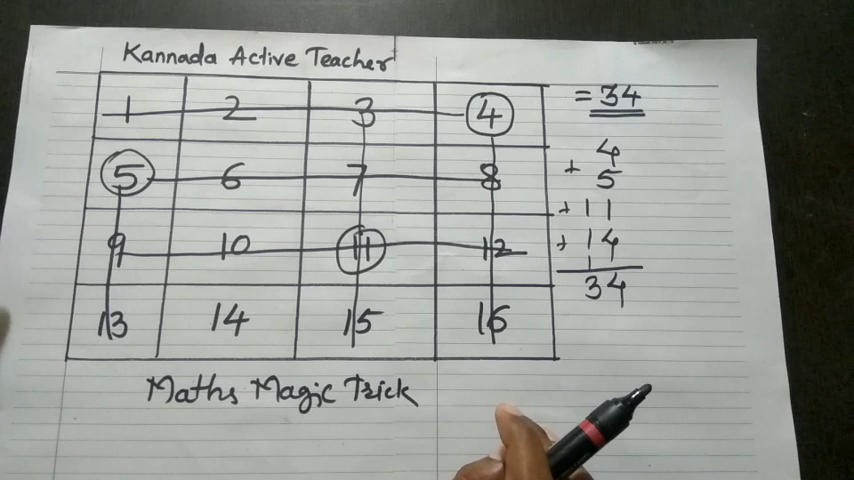 Kannada Active Teacher
1 2 3 4
5 6 7 8
9 10 11 12
13 14 15 16
= 34
4
+ 5
+ 11
+ 14
34
Maths Magic Trick